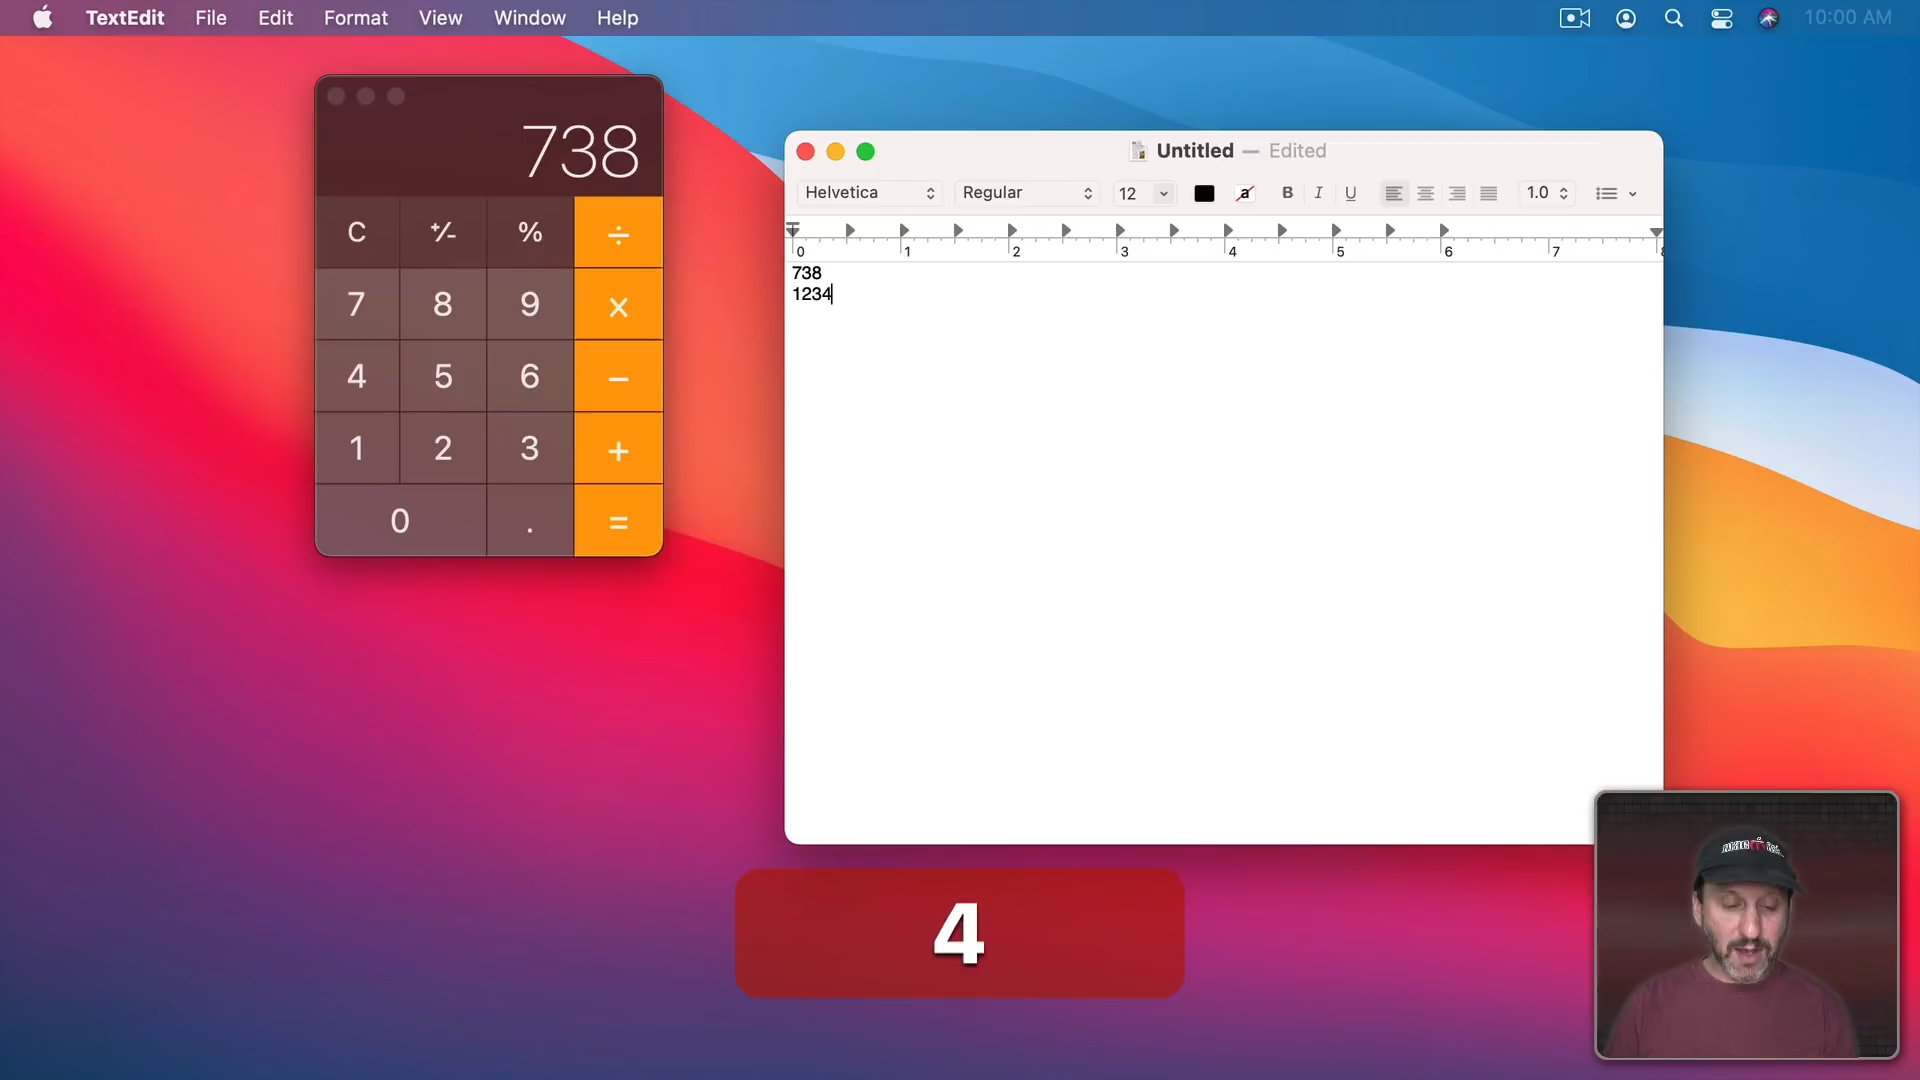 TextEdit File Edit Format View Window Help 10:00 AM
738
C +/- % ÷
7 8 9 ×
4 5 6 −
1 2 3 +
0 . =
Untitled — Edited
Helvetica Regular 12 a B I U 1.0
0 1 2 3 4 5 6 7 8
738
1234
4